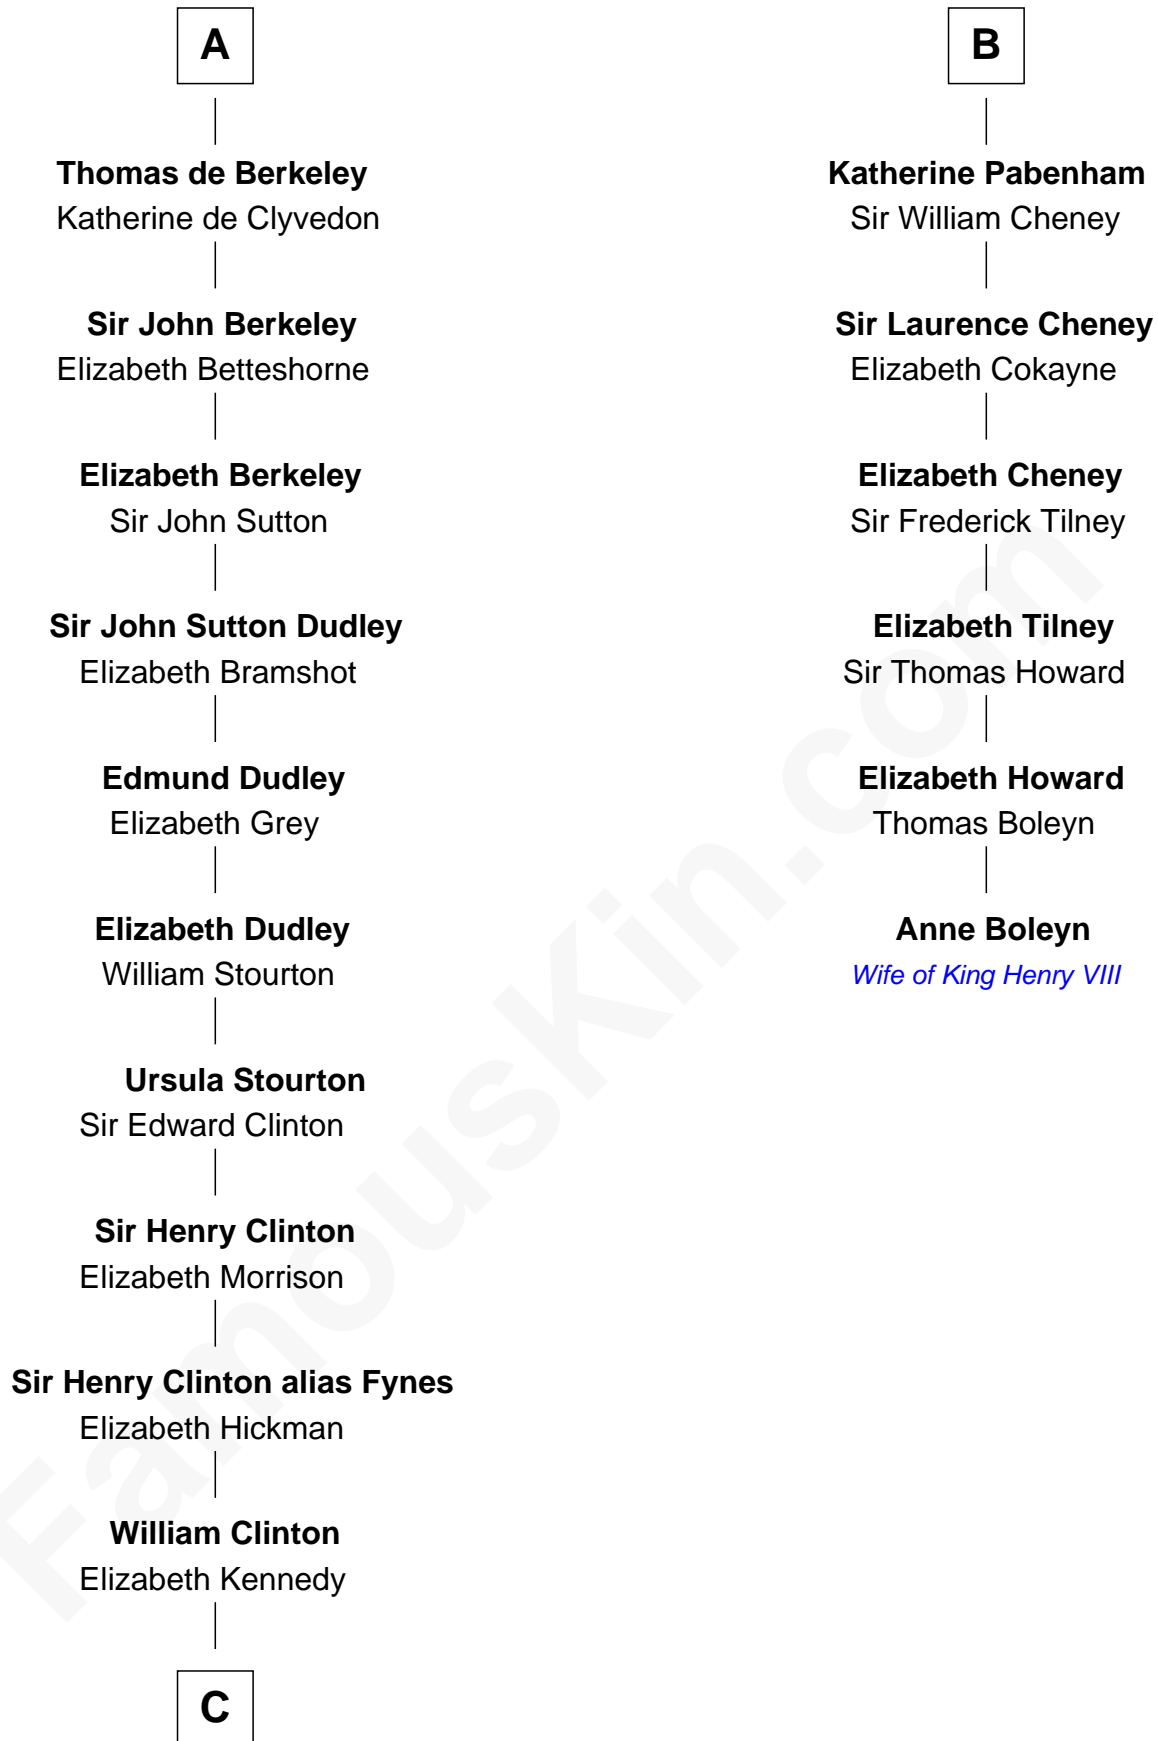 A
Thomas de Berkeley
Katherine de Clyvedon
Sir John Berkeley
Elizabeth Betteshorne
Elizabeth Berkeley
Sir John Sutton
Sir John Sutton Dudley
Elizabeth Bramshot
Edmund Dudley
Elizabeth Grey
Elizabeth Dudley
William Stourton
Ursula Stourton
Sir Edward Clinton
Sir Henry Clinton
Elizabeth Morrison
Sir Henry Clinton alias Fynes
Elizabeth Hickman
William Clinton
Elizabeth Kennedy
C
B
Katherine Pabenham
Sir William Cheney
Sir Laurence Cheney
Elizabeth Cokayne
Elizabeth Cheney
Sir Frederick Tilney
Elizabeth Tilney
Sir Thomas Howard
Elizabeth Howard
Thomas Boleyn
Anne Boleyn
Wife of King Henry VIII
FamousKin.com